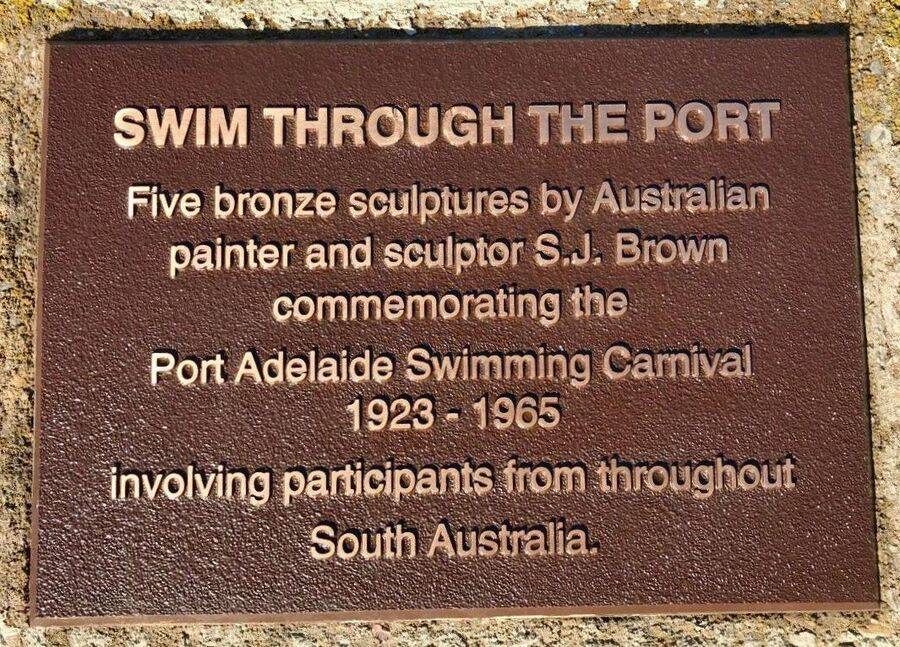 SWIM THROUGH THE PORT
Five bronze sculptures by Australian
painter and sculptor S.J. Brown
commemorating the
Port Adelaide Swimming Carnival
1923 - 1965
involving participants from throughout
South Australia.